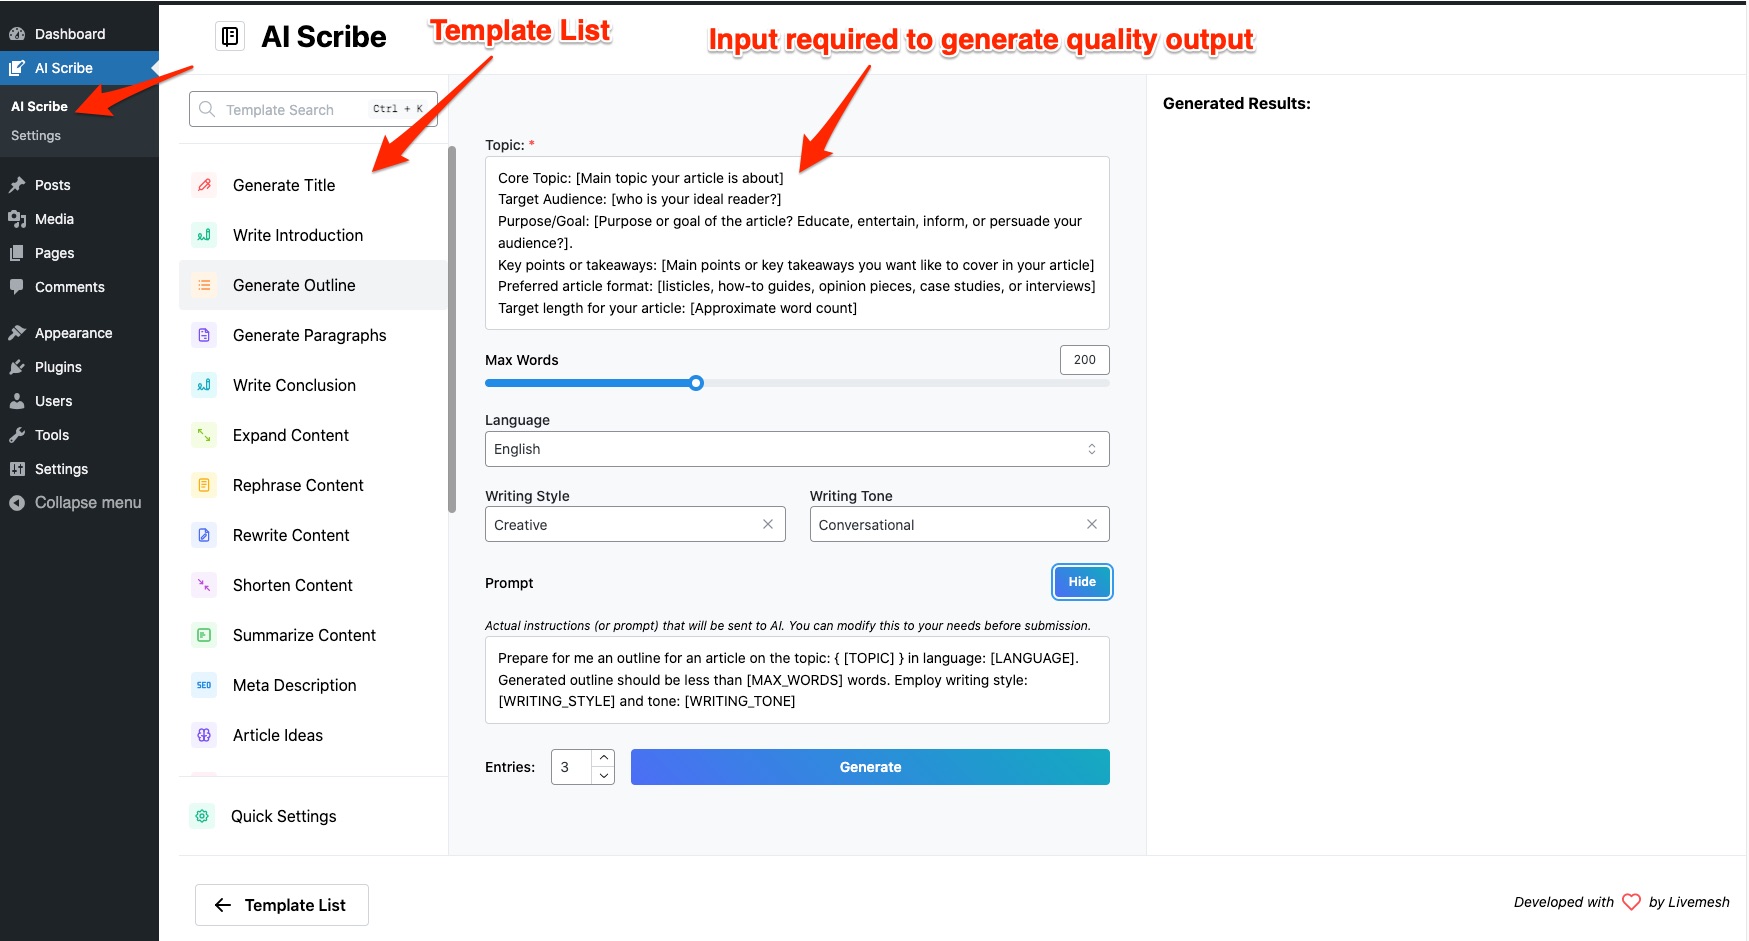 Dashboard
AI Scribe
AI Scribe
Settings
Posts
Media
Pages
Comments
Appearance
Plugins
Users
Tools
Settings
Collapse menu
AI Scribe
Template List
Input required to generate quality output
Template Search Ctrl + K
Generate Title
Write Introduction
Generate Outline
Generate Paragraphs
Write Conclusion
Expand Content
Rephrase Content
Rewrite Content
Shorten Content
Summarize Content
SEO Meta Description
Article Ideas
Quick Settings
Topic: *
Core Topic: [Main topic your article is about]
Target Audience: [who is your ideal reader?]
Purpose/Goal: [Purpose or goal of the article? Educate, entertain, inform, or persuade your
audience?].
Key points or takeaways: [Main points or key takeaways you want like to cover in your article]
Preferred article format: [listicles, how-to guides, opinion pieces, case studies, or interviews]
Target length for your article: [Approximate word count]
Max Words 200
Language
English
Writing Style Writing Tone
Creative Conversational
Prompt Hide
Actual instructions (or prompt) that will be sent to AI. You can modify this to your needs before submission.
Prepare for me an outline for an article on the topic: { [TOPIC] } in language: [LANGUAGE].
Generated outline should be less than [MAX_WORDS] words. Employ writing style:
[WRITING_STYLE] and tone: [WRITING_TONE]
Entries: 3 Generate
Generated Results:
Template List
Developed with by Livemesh